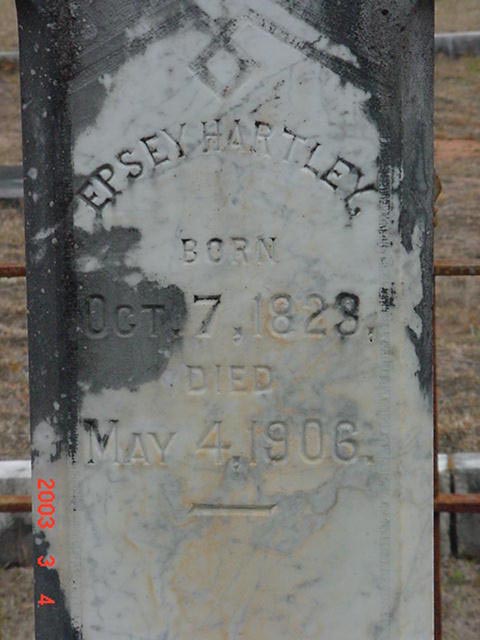 EPSEY HARTLEY,
BORN
OCT. 7, 1828.
DIED
MAY 4, 1906.
2003 3 4